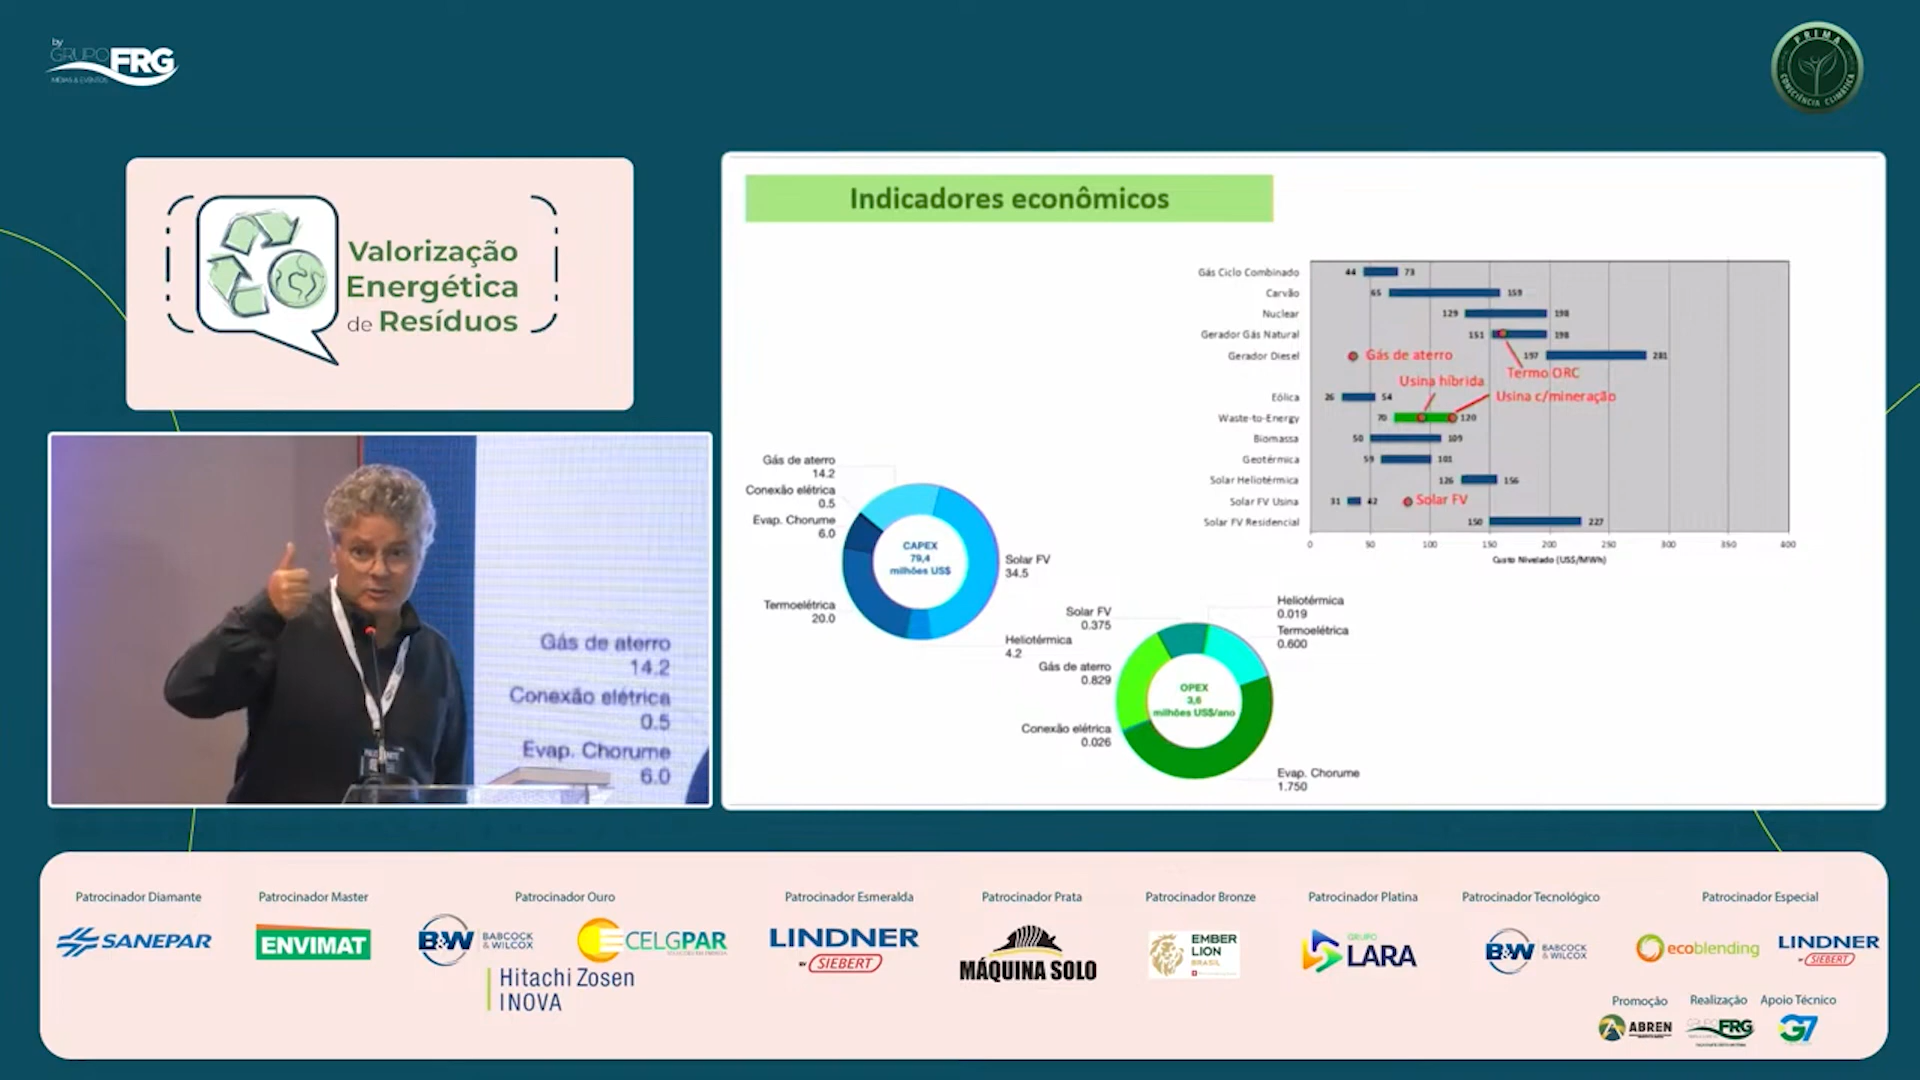 by
GRUPO FRG
MÍDIAS & EVENTOS
PRIMA
CONSCIÊNCIA CLIMÁTICA
Valorização
Energética
de Resíduos
Gás de aterro
14.2
Conexão elétrica
0.5
Evap. Chorume
6.0
Indicadores econômicos
Gás Ciclo Combinado 44 73
Carvão 65 159
Nuclear 129 198
Gerador Gás Natural 151 198
Gerador Diesel Gás de aterro 197 281
Termo ORC
Usina híbrida
Usina c/mineração
Eólica 26 54
Waste-to-Energy 70 120
Biomassa 50 109
Geotérmica 59 101
Solar Heliotérmica 126 156
Solar FV Usina 31 42 Solar FV
Solar FV Residencial 150 227
0 50 100 150 200 250 300 350 400
Custo Nivelado (US$/MWh)
Gás de aterro
14.2
Conexão elétrica
0.5
Evap. Chorume
6.0
CAPEX
79,4
milhões US$
Solar FV
34.5
Termoelétrica
20.0
Heliotérmica
4.2
Solar FV
0.375
Heliotérmica
0.019
Termoelétrica
0.600
Gás de aterro
0.829
OPEX
3,6
milhões US$/ano
Conexão elétrica
0.026
Evap. Chorume
1.750
Patrocinador Diamante
SANEPAR
Patrocinador Master
ENVIMAT
Patrocinador Ouro
B&W BABCOCK & WILCOX
CELGPAR
Hitachi Zosen
INOVA
Patrocinador Esmeralda
LINDNER
BY SIEBERT
Patrocinador Prata
MÁQUINA SOLO
Patrocinador Bronze
EMBER
LION
BRASIL
Patrocinador Platina
GRUPO
LARA
Patrocinador Tecnológico
B&W BABCOCK & WILCOX
Patrocinador Especial
ecoblending
LINDNER
BY SIEBERT
Promoção
ABREN
Realização
GRUPO FRG
Apoio Técnico
G7